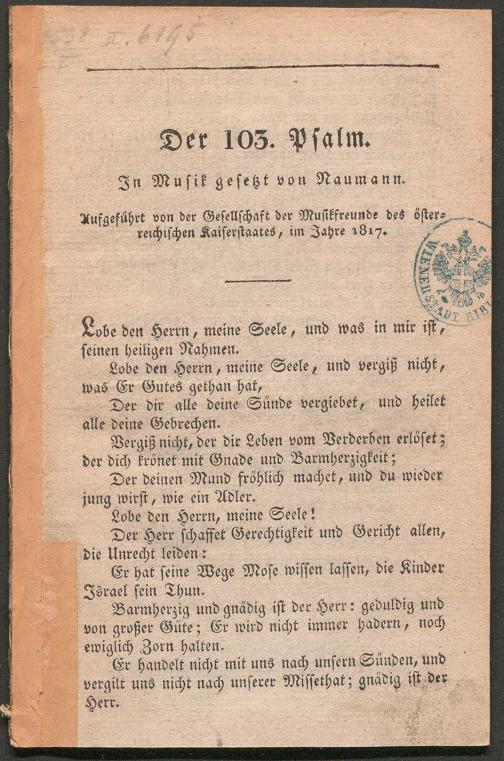 II. 6195
Der 103. Psalm.
In Musik gesetzt von Naumann.
Aufgeführt von der Gesellschaft der Musikfreunde des öster-
reichischen Kaiserstaates, im Jahre 1817.
WIENER STADT BIBL
Lobe den Herrn, meine Seele, und was in mir ist,
seinen heiligen Nahmen.
Lobe den Herrn, meine Seele, und vergiß nicht,
was Er Gutes gethan hat,
Der dir alle deine Sünde vergiebet, und heilet
alle deine Gebrechen.
Vergiß nicht, der dir Leben vom Verderben erlöset;
der dich krönet mit Gnade und Barmherzigkeit;
Der deinen Mund fröhlich machet, und du wieder
jung wirst, wie ein Adler.
Lobe den Herrn, meine Seele!
Der Herr schaffet Gerechtigkeit und Gericht allen,
die Unrecht leiden:
Er hat seine Wege Mose wissen lassen, die Kinder
Israel sein Thun.
Barmherzig und gnädig ist der Herr: geduldig und
von großer Güte; Er wird nicht immer hadern, noch
ewiglich Zorn halten.
Er handelt nicht mit uns nach unsern Sünden, und
vergilt uns nicht nach unserer Missethat; gnädig ist der
Herr.